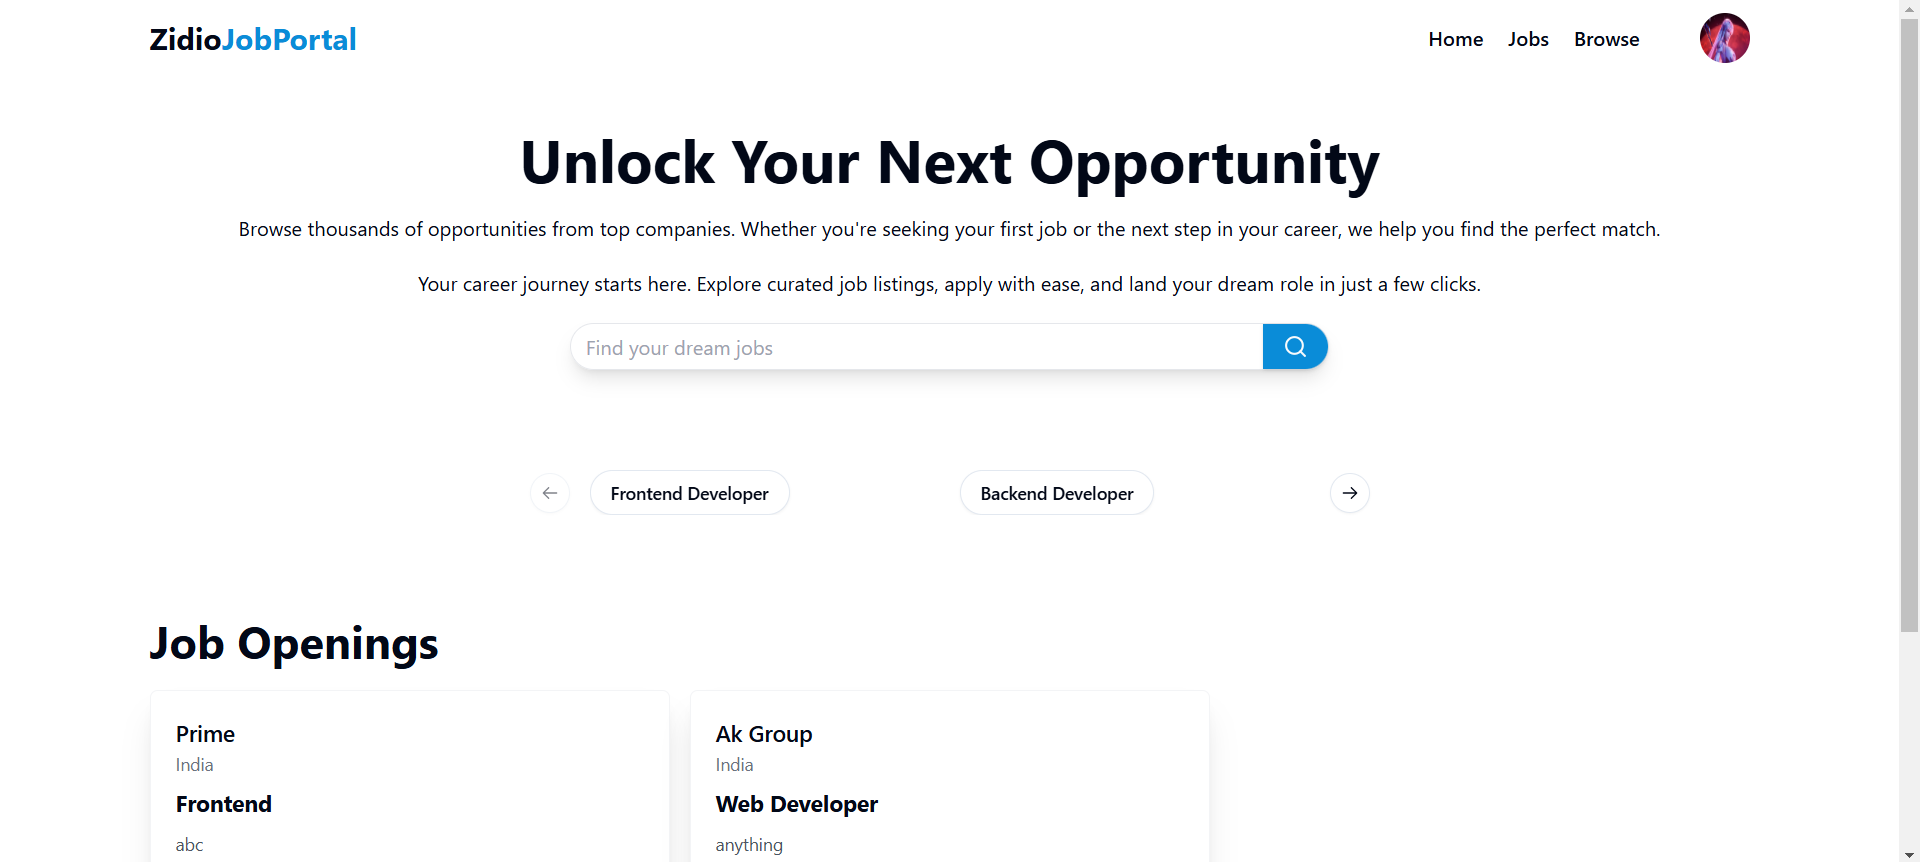 ZidioJobPortal
Home Jobs Browse
Unlock Your Next Opportunity
Browse thousands of opportunities from top companies. Whether you're seeking your first job or the next step in your career, we help you find the perfect match.
Your career journey starts here. Explore curated job listings, apply with ease, and land your dream role in just a few clicks.
Find your dream jobs
Frontend Developer
Backend Developer
Job Openings
Prime
India
Frontend
abc
Ak Group
India
Web Developer
anything